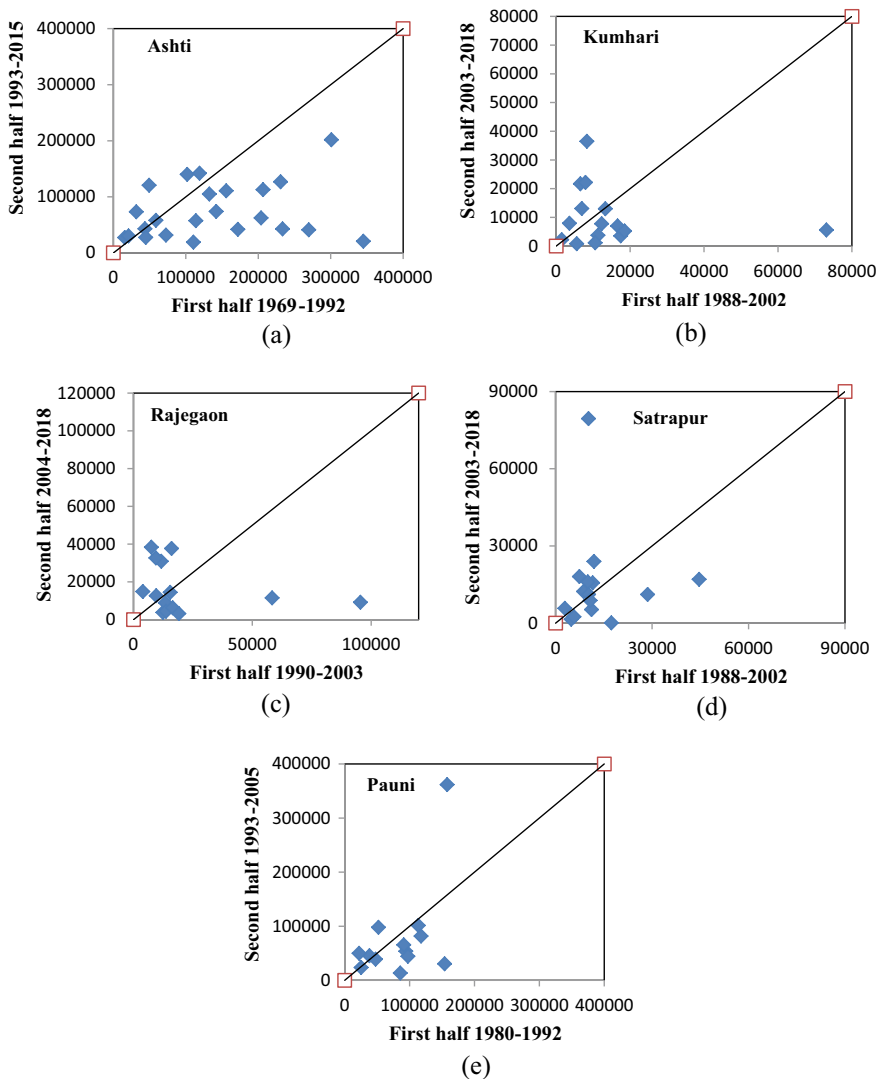 400000
300000
200000
100000
0
Second half 1993-2015
Ashti
0 100000 200000 300000 400000
First half 1969-1992
(a)
80000
70000
60000
50000
40000
30000
20000
10000
0
Second half 2003-2018
Kumhari
0 20000 40000 60000 80000
First half 1988-2002
(b)
120000
100000
80000
60000
40000
20000
0
Second half 2004-2018
Rajegaon
0 50000 100000
First half 1990-2003
(c)
90000
60000
30000
0
Second half 2003-2018
Satrapur
0 30000 60000 90000
First half 1988-2002
(d)
400000
300000
200000
100000
0
Second half 1993-2005
Pauni
0 100000 200000 300000 400000
First half 1980-1992
(e)